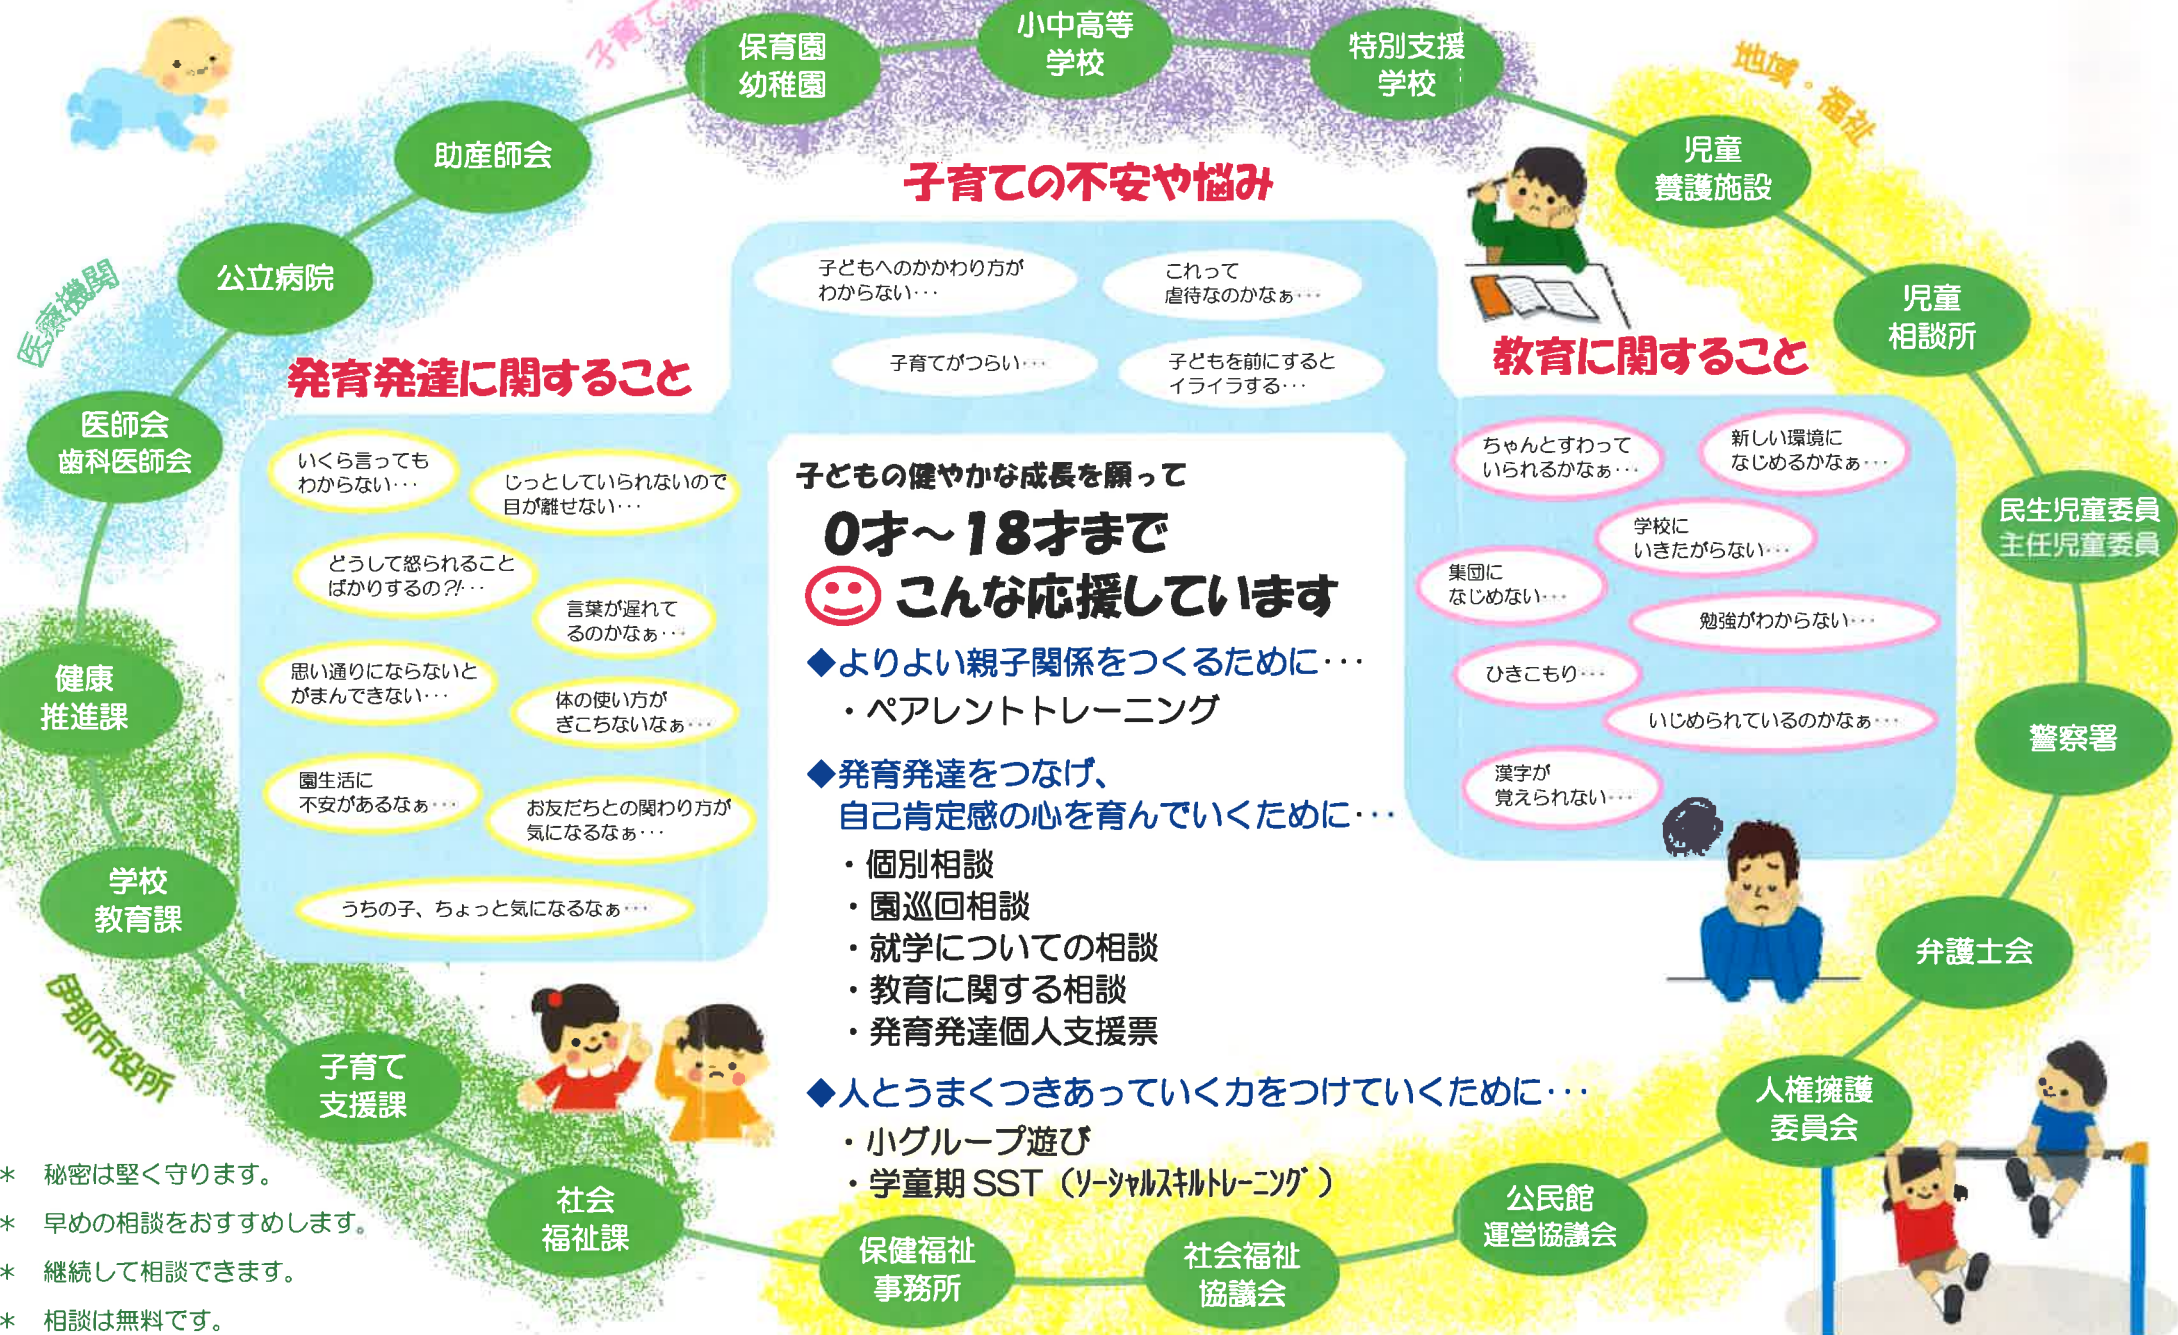 子育て
保育園
幼稚園
小中高等
学校
特別支援
学校
地域・福祉
児童
養護施設
児童
相談所
民生児童委員
主任児童委員
警察署
弁護士会
人権擁護
委員会
公民館
運営協議会
社会福祉
協議会
保健福祉
事務所
社会
福祉課
子育て
支援課
学校
教育課
健康
推進課
伊那市役所
医師会
歯科医師会
公立病院
助産師会
医療機関
子育ての不安や悩み
子どもへのかかわり方が
わからない･･･
これって
虐待なのかなぁ･･･
子育てがつらい･･･
子どもを前にすると
イライラする･･･
発育発達に関すること
いくら言っても
わからない･･･
じっとしていられないので
目が離せない･･･
どうして怒られること
ばかりするの?!･･･
言葉が遅れて
るのかなぁ･･･
思い通りにならないと
がまんできない･･･
体の使い方が
ぎこちないなぁ･･･
園生活に
不安があるなぁ･･･
お友だちとの関わり方が
気になるなぁ･･･
うちの子、ちょっと気になるなぁ･･･
教育に関すること
ちゃんとすわって
いられるかなぁ･･･
新しい環境に
なじめるかなぁ･･･
学校に
いきたがらない･･･
集団に
なじめない･･･
勉強がわからない･･･
ひきこもり･･･
いじめられているのかなぁ･･･
漢字が
覚えられない･･･
子どもの健やかな成長を願って
0才～18才まで
こんな応援しています
◆よりよい親子関係をつくるために･･･
・ペアレントトレーニング
◆発育発達をつなげ、
自己肯定感の心を育んでいくために･･･
・個別相談
・園巡回相談
・就学についての相談
・教育に関する相談
・発育発達個人支援票
◆人とうまくつきあっていく力をつけていくために･･･
・小グループ遊び
・学童期 SST（ｿｰｼｬﾙｽｷﾙﾄﾚｰﾆﾝｸﾞ）
＊　秘密は堅く守ります。
＊　早めの相談をおすすめします。
＊　継続して相談できます。
＊　相談は無料です。